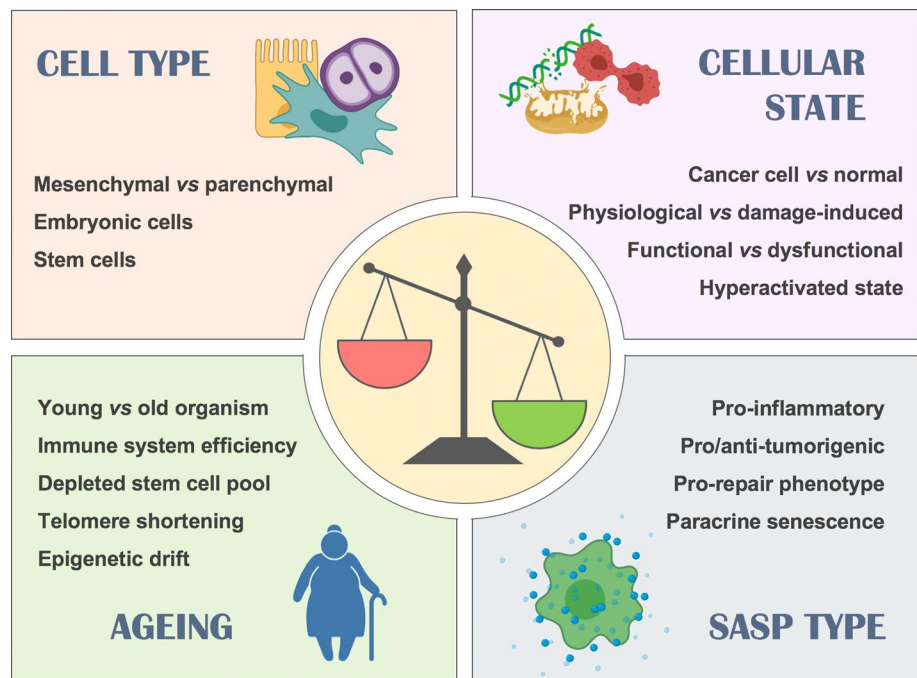 CELL TYPE
Mesenchymal vs parenchymal
Embryonic cells
Stem cells
CELLULAR
STATE
Cancer cell vs normal
Physiological vs damage-induced
Functional vs dysfunctional
Hyperactivated state
Young vs old organism
Immune system efficiency
Depleted stem cell pool
Telomere shortening
Epigenetic drift
AGEING
Pro-inflammatory
Pro/anti-tumorigenic
Pro-repair phenotype
Paracrine senescence
SASP TYPE